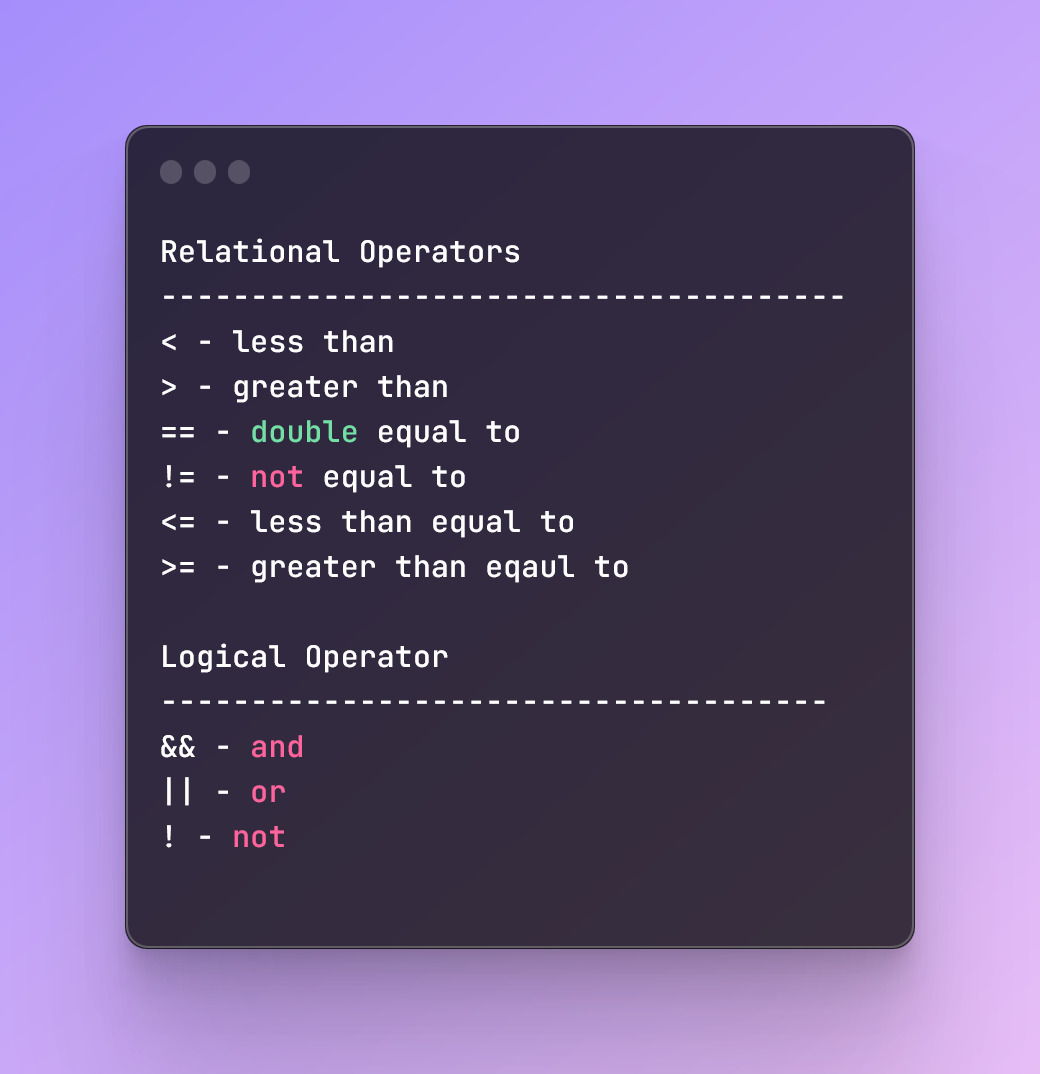 Relational Operators
--------------------------------------
< - less than
> - greater than
== - double equal to
!= - not equal to
<= - less than equal to
>= - greater than eqaul to
Logical Operator
-------------------------------------
&& - and
|| - or
! - not